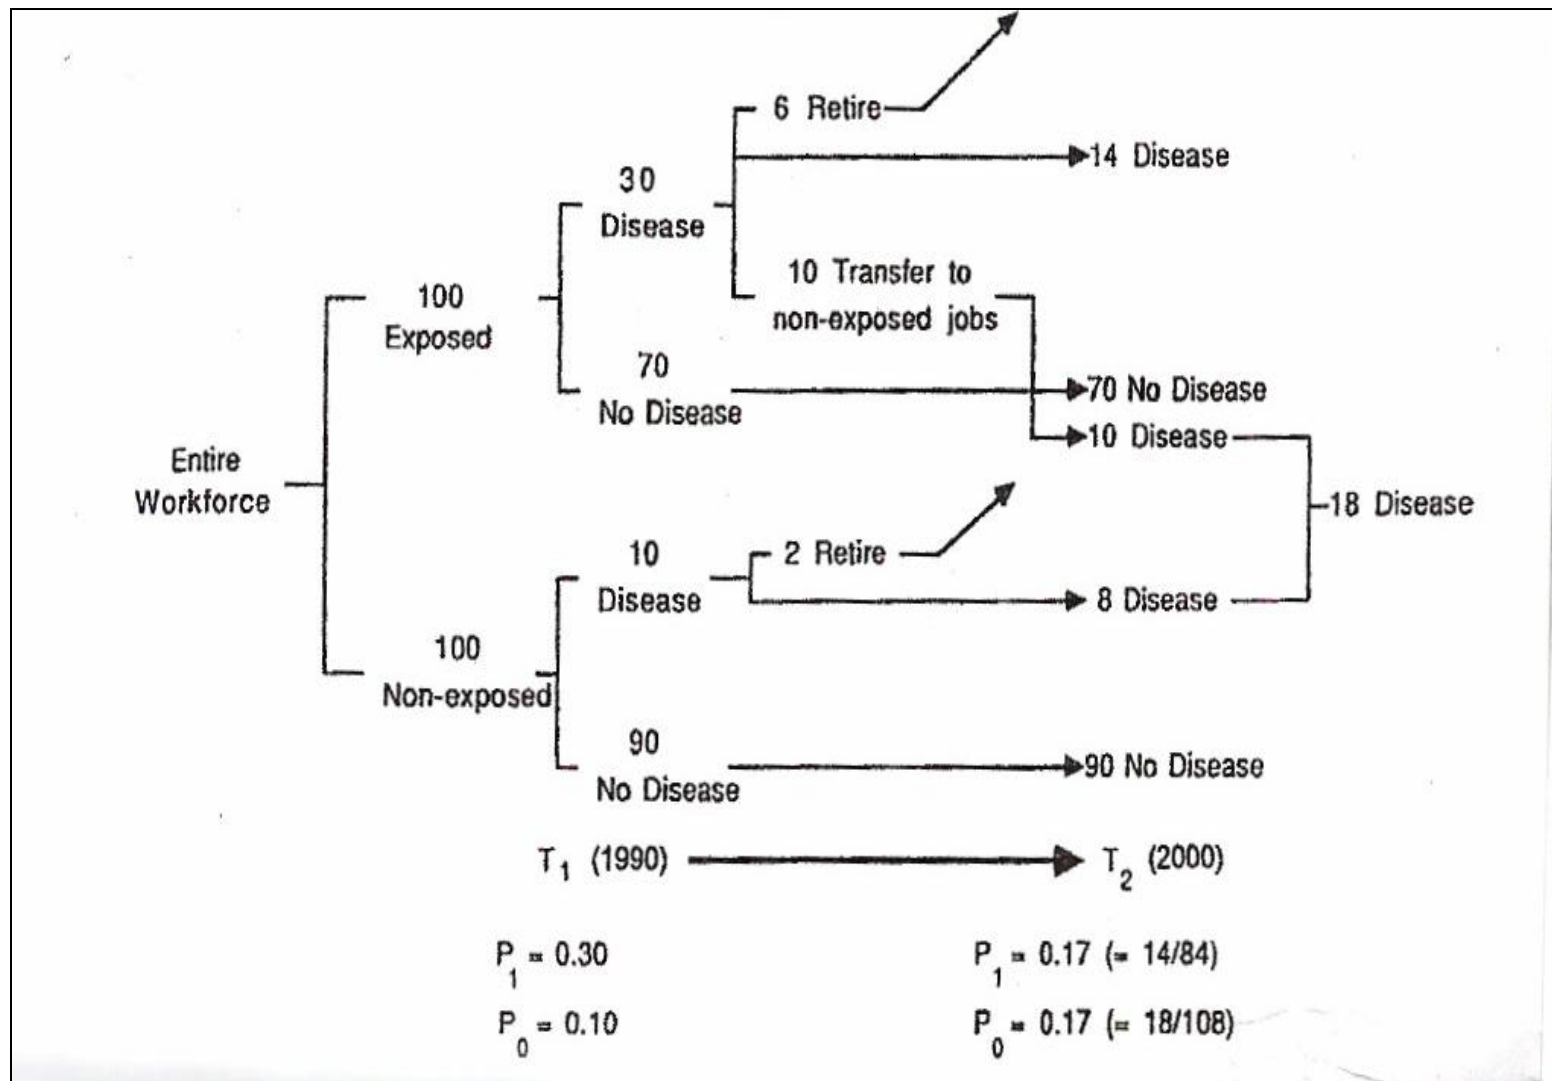 6 Retire
14 Disease
30
Disease
10 Transfer to
non-exposed jobs
100
Exposed
70
No Disease
70 No Disease
10 Disease
18 Disease
Entire
Workforce
10
Disease
2 Retire
8 Disease
100
Non-exposed
90
No Disease
90 No Disease
T1 (1990)
T2 (2000)
P1 = 0.30
P1 = 0.17 (= 14/84)
P0 = 0.10
P0 = 0.17 (= 18/108)